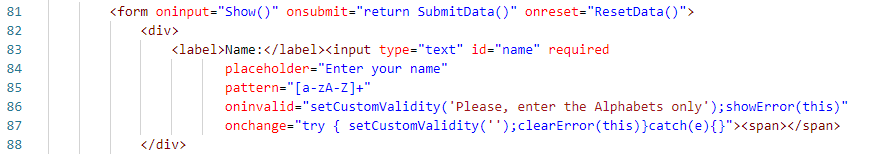 81 <form oninput="Show()" onsubmit="return SubmitData()" onreset="ResetData()">
82 <div>
83 <label>Name:</label><input type="text" id="name" required
84 placeholder="Enter your name"
85 pattern="[a-zA-Z]+"
86 oninvalid="setCustomValidity('Please, enter the Alphabets only');showError(this)"
87 onchange="try { setCustomValidity('');clearError(this)}catch(e){}"><span></span>
88 </div>